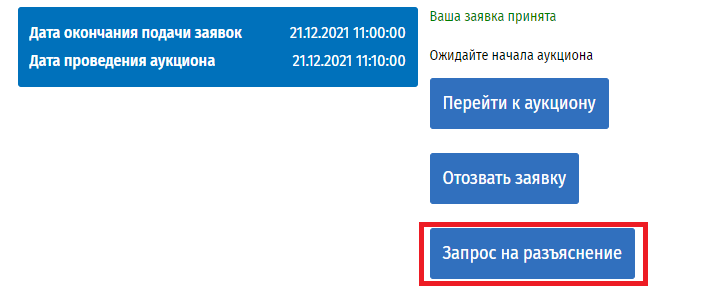 Дата окончания подачи заявок 21.12.2021 11:00:00
Дата проведения аукциона 21.12.2021 11:10:00
Ваша заявка принята
Ожидайте начала аукциона
Перейти к аукциону
Отозвать заявку
Запрос на разъяснение